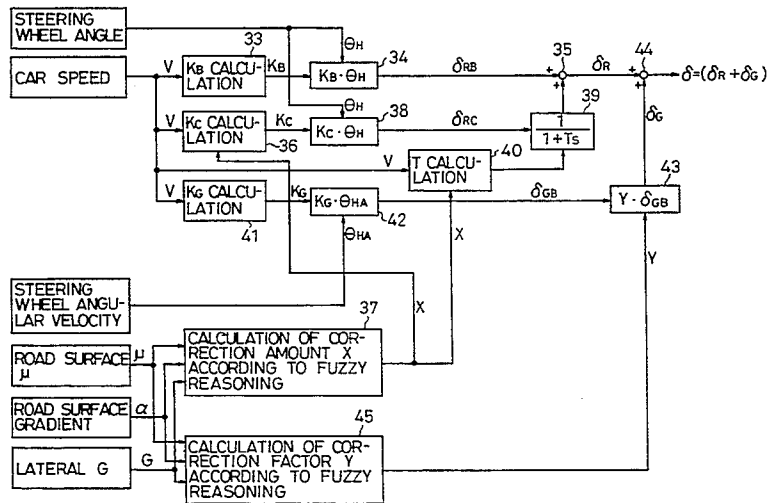 STEERING
WHEEL ANGLE
CAR SPEED
V
33
KB CALCU-
LATION
KB
ΘH
34
KB·ΘH
δRB
35
+
+
δR
44
+
+
δ=(δR+δG)
δG
V
KC CALCU-
LATION
36
KC
ΘH
38
KC·ΘH
δRC
39
1
1+TS
V
T CALCU-
LATION
40
V
KG CALCU-
LATION
41
KG
KG·ΘHA
42
ΘHA
δGB
43
Y·δGB
X
X
Y
STEERING
WHEEL ANGU-
LAR VELOCITY
ROAD SURFACE
μ
μ
ROAD SURFACE
GRADIENT
α
LATERAL G
G
37
CALCULATION OF COR-
RECTION AMOUNT X
ACCORDING TO FUZZY
REASONING
45
CALCULATION OF COR-
RECTION FACTOR Y
ACCORDING TO FUZZY
REASONING